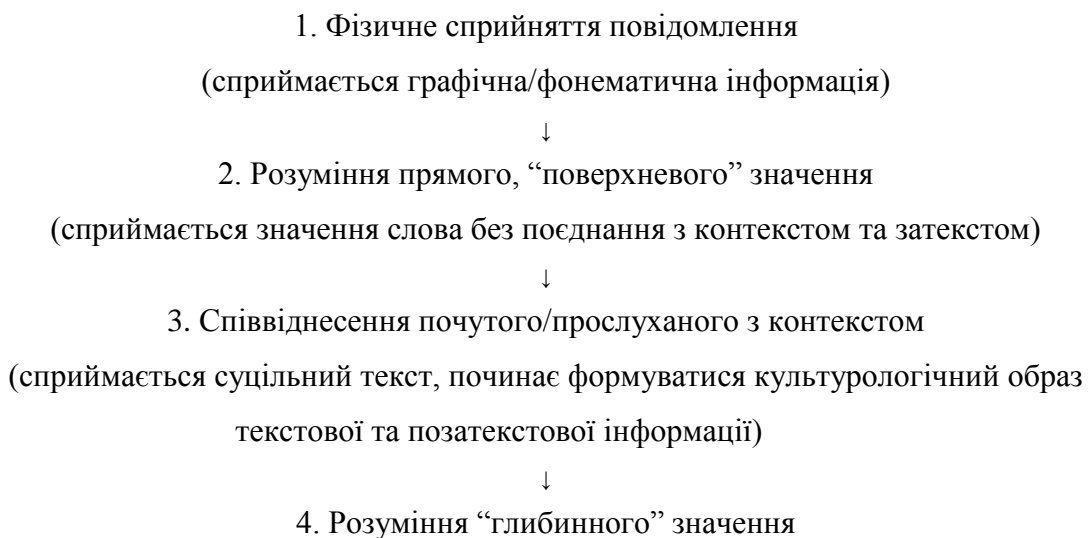 1. Фізичне сприйняття повідомлення
(сприймається графічна/фонематична інформація)
↓
2. Розуміння прямого, “поверхневого” значення
(сприймається значення слова без поєднання з контекстом та затекстом)
↓
3. Співвіднесення почутого/прослуханого з контекстом
(сприймається суцільний текст, починає формуватися культурологічний образ
текстової та позатекстової інформації)
↓
4. Розуміння “глибинного” значення